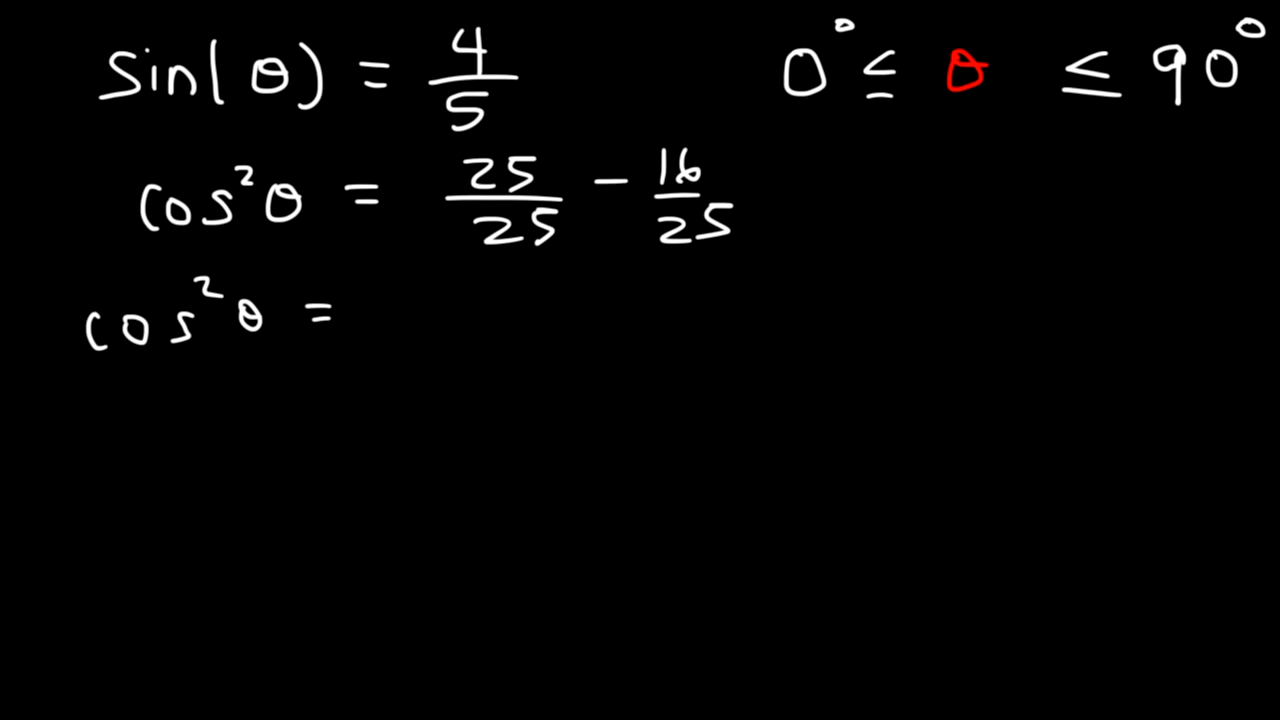 sin(θ) = 4/5 0° ≤ θ ≤ 90°
cos²θ = 25/25 - 16/25
cos²θ =